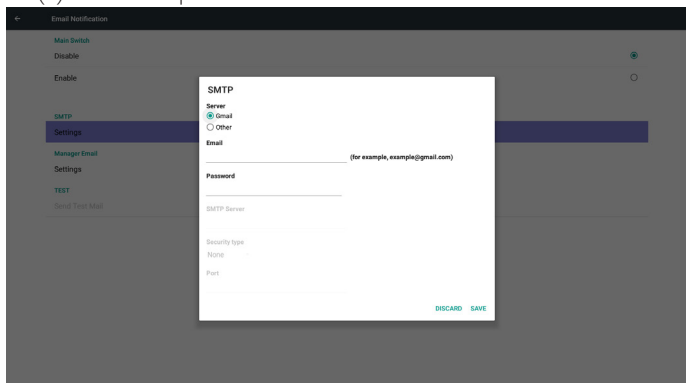 Email Notification
Main Switch
Disable
Enable
SMTP
Settings
Manager Email
Settings
TEST
Send Test Mail
SMTP
Server
Gmail
Other
Email
(for example, example@gmail.com)
Password
SMTP Server
Security type
None
Port
DISCARD SAVE